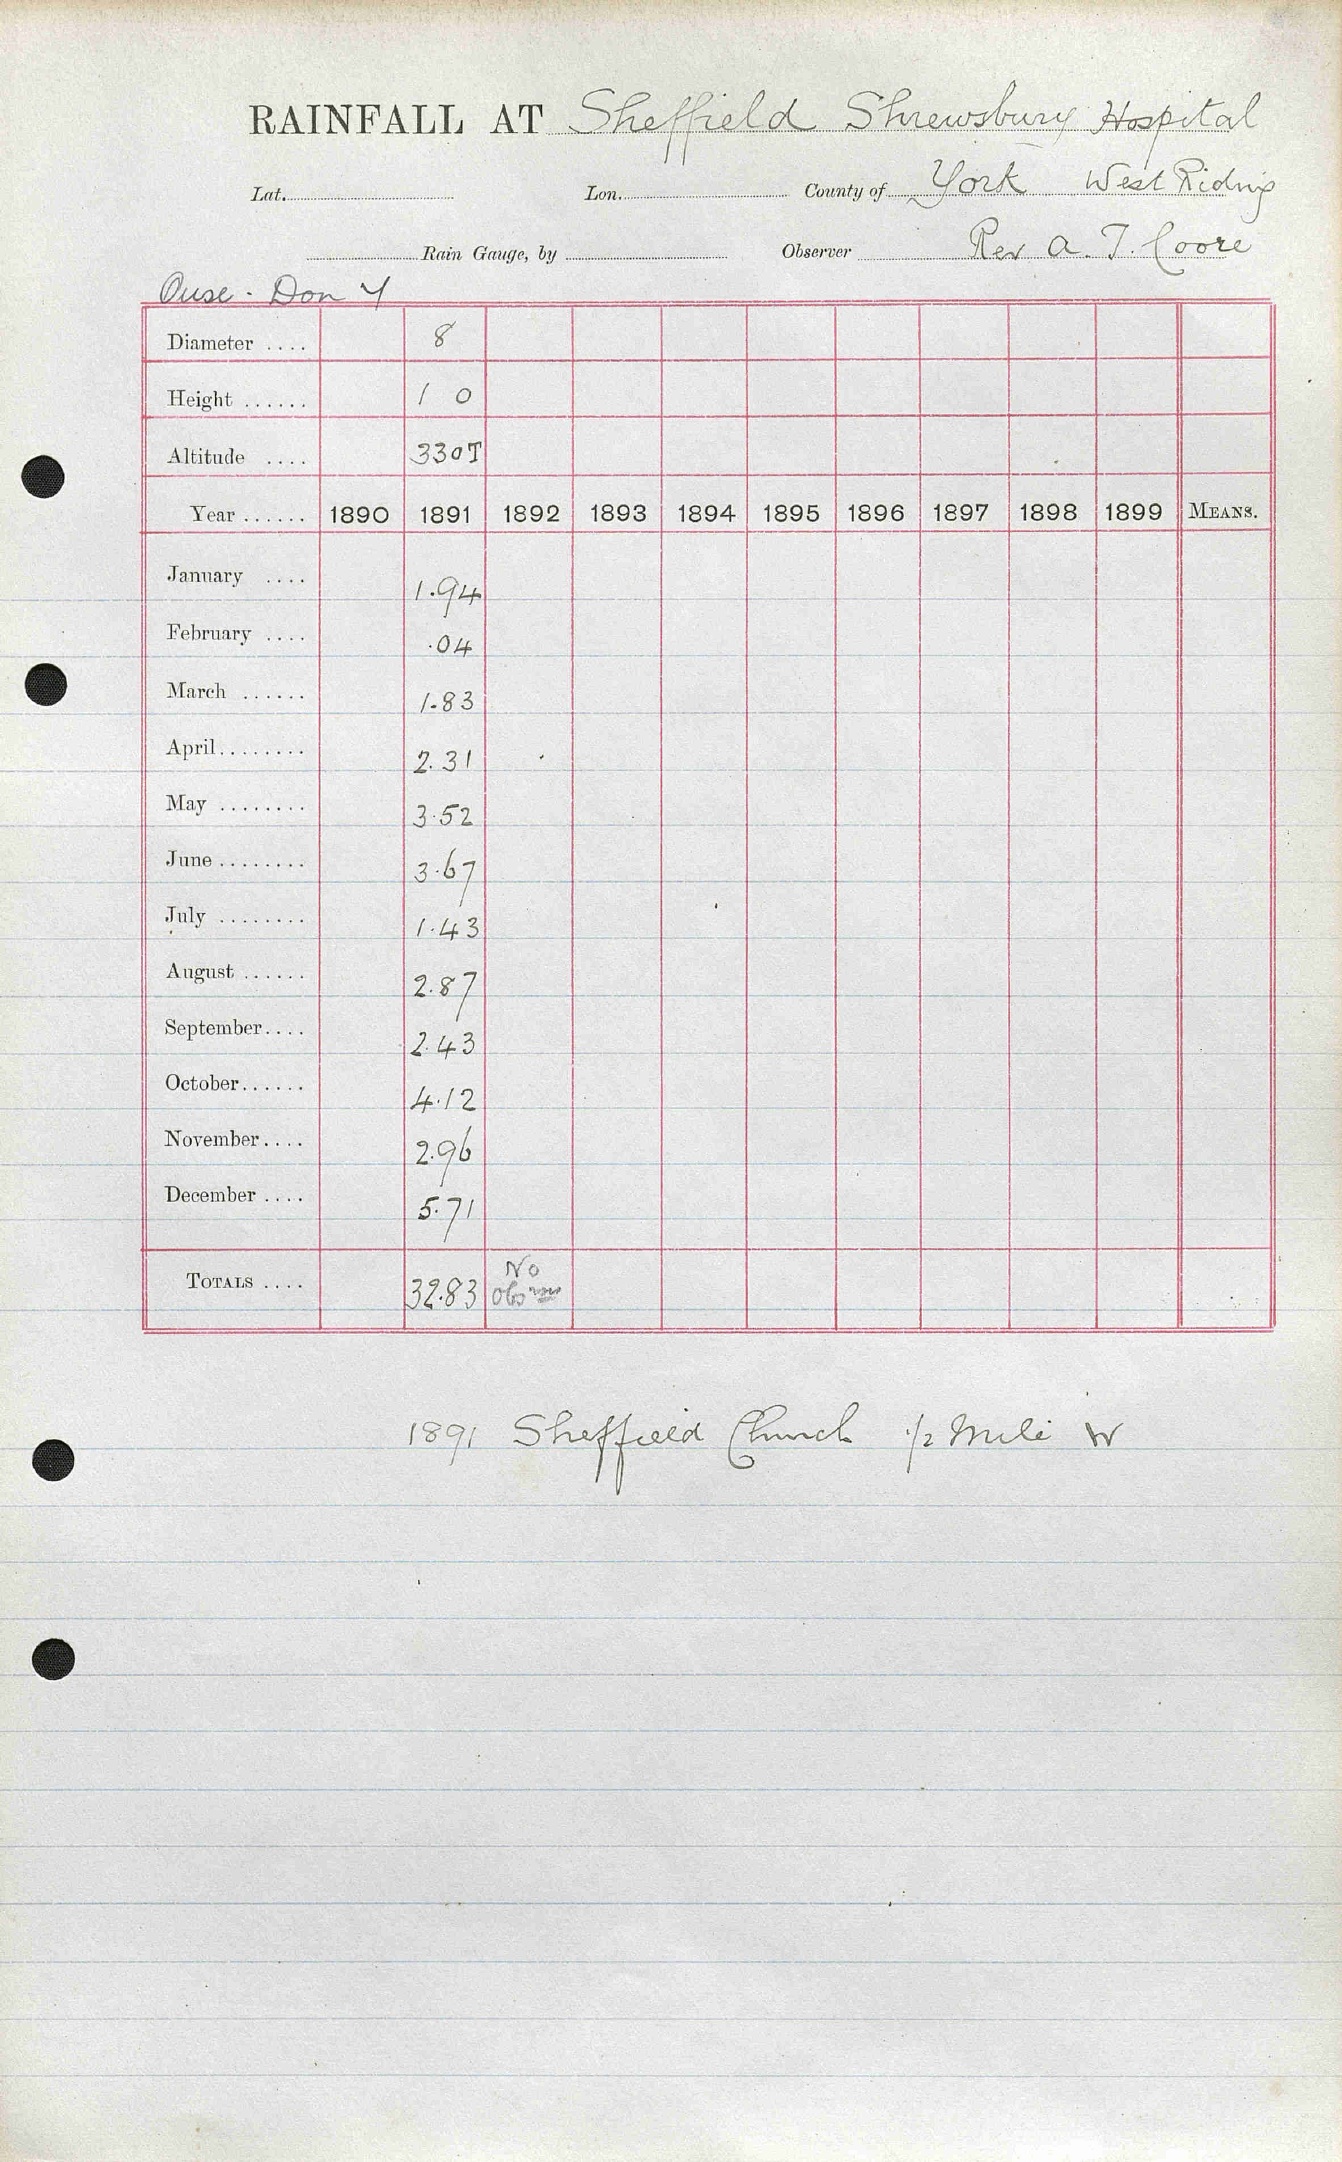 RAINFALL AT Sheffield Shrewsbury Hospital
Lat. Lon. County of York West Riding
Rain Gauge, by Observer Rev A. T. Coore
Ouse - Don Y
Diameter .... 8
Height ...... 1 0
Altitude .... 330T
Year ...... 1890 1891 1892 1893 1894 1895 1896 1897 1898 1899 MEANS.
January .... 1.94
February .... .04
March ...... 1.83
April........ 2.31
May ........ 3.52
June ........ 3.67
July ........ 1.43
August ...... 2.87
September.... 2.43
October...... 4.12
November.... 2.96
December .... 5.71
TOTALS .... 32.83 No
1891 Sheffield Church 1/2 Mile W